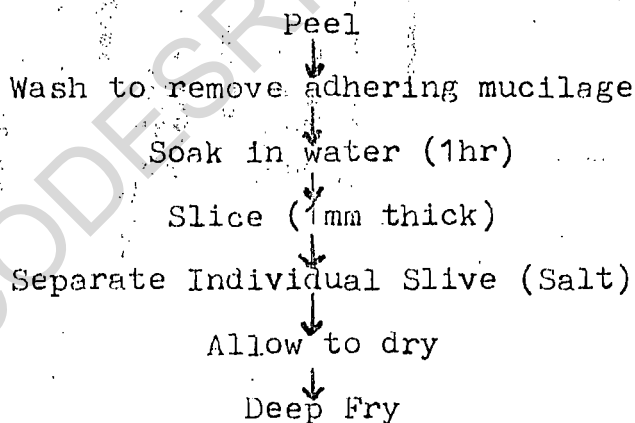 Peel
Wash to remove adhering mucilage
Soak in water (1hr)
Slice (1mm thick)
Separate Individual Slive (Salt)
Allow to dry
Deep Fry